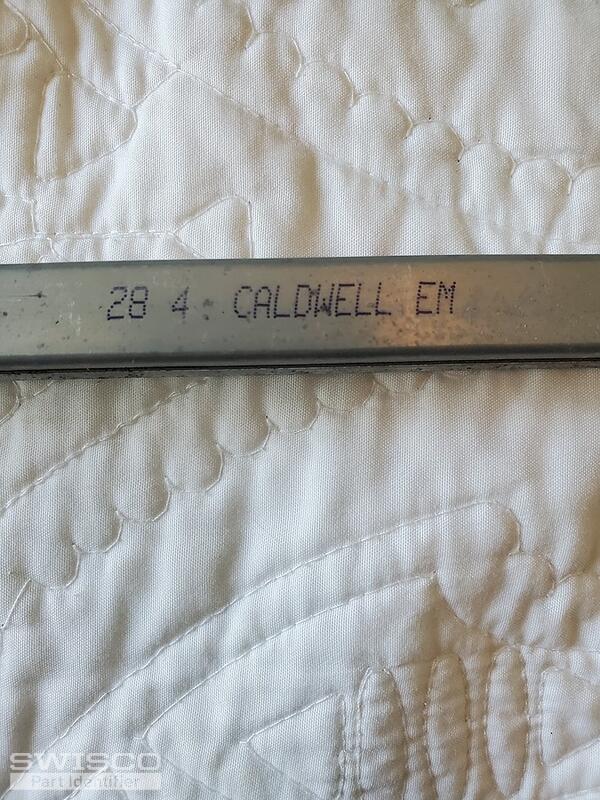 28 4 CALDWELL EM
SWISCO
Part Identifier